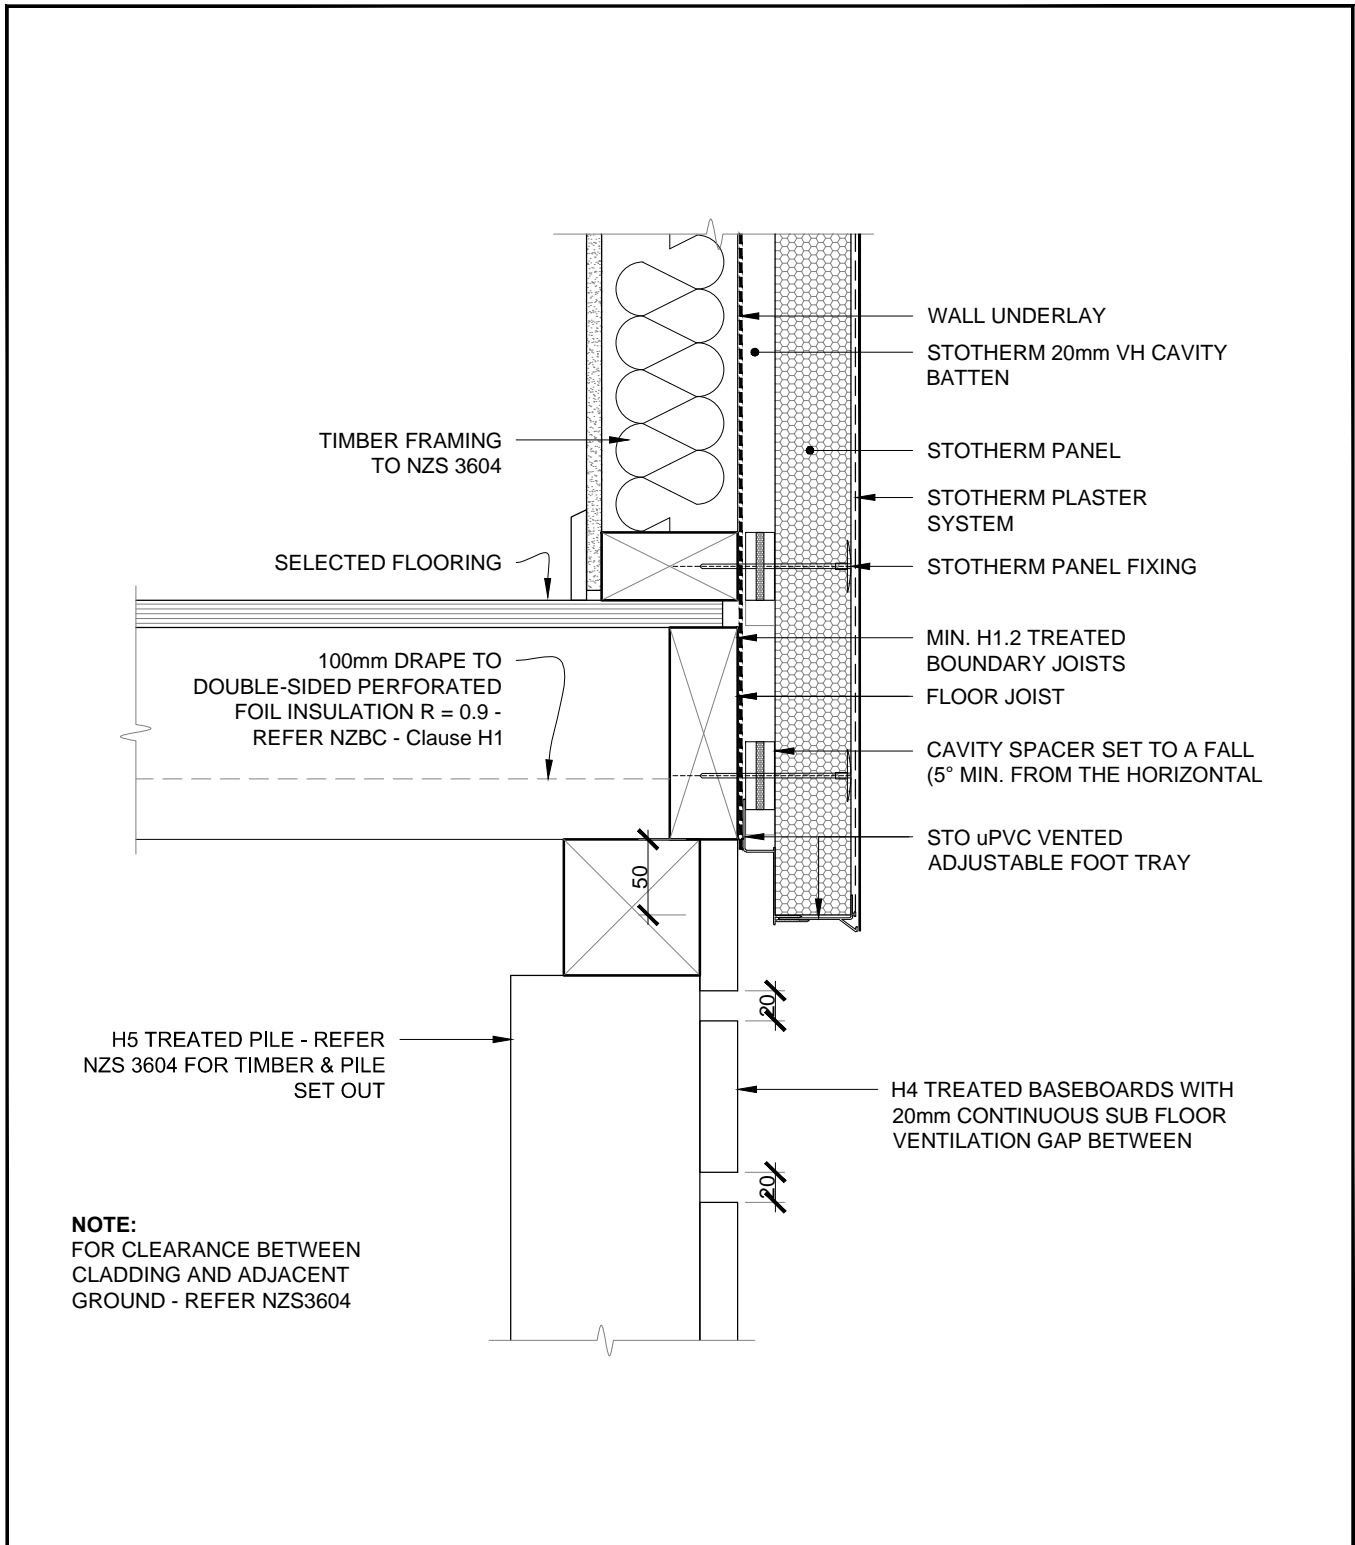 WALL UNDERLAY
STOTHERM 20mm VH CAVITY
BATTEN
TIMBER FRAMING
TO NZS 3604
STOTHERM PANEL
STOTHERM PLASTER
SYSTEM
SELECTED FLOORING
STOTHERM PANEL FIXING
100mm DRAPE TO
DOUBLE-SIDED PERFORATED
FOIL INSULATION R = 0.9 -
REFER NZBC - Clause H1
MIN. H1.2 TREATED
BOUNDARY JOISTS
FLOOR JOIST
CAVITY SPACER SET TO A FALL
(5° MIN. FROM THE HORIZONTAL
STO uPVC VENTED
ADJUSTABLE FOOT TRAY
50
20
H5 TREATED PILE - REFER
NZS 3604 FOR TIMBER & PILE
SET OUT
H4 TREATED BASEBOARDS WITH
20mm CONTINUOUS SUB FLOOR
VENTILATION GAP BETWEEN
20
NOTE:
FOR CLEARANCE BETWEEN
CLADDING AND ADJACENT
GROUND - REFER NZS3604